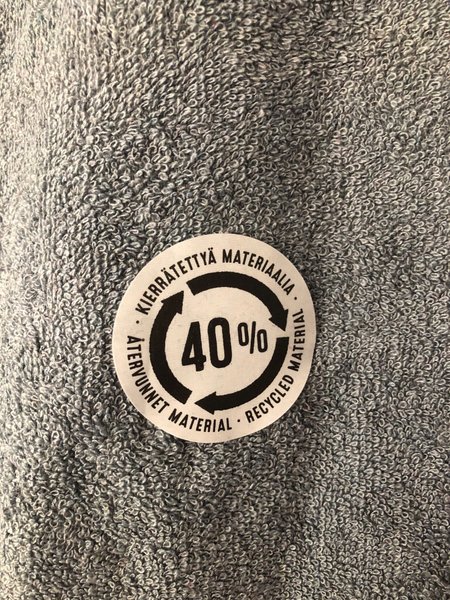 KIERRÄTETTYÄ MATERIAALIA ·
RECYCLED MATERIAL ·
ÅTERVUNNET MATERIAL ·
40%